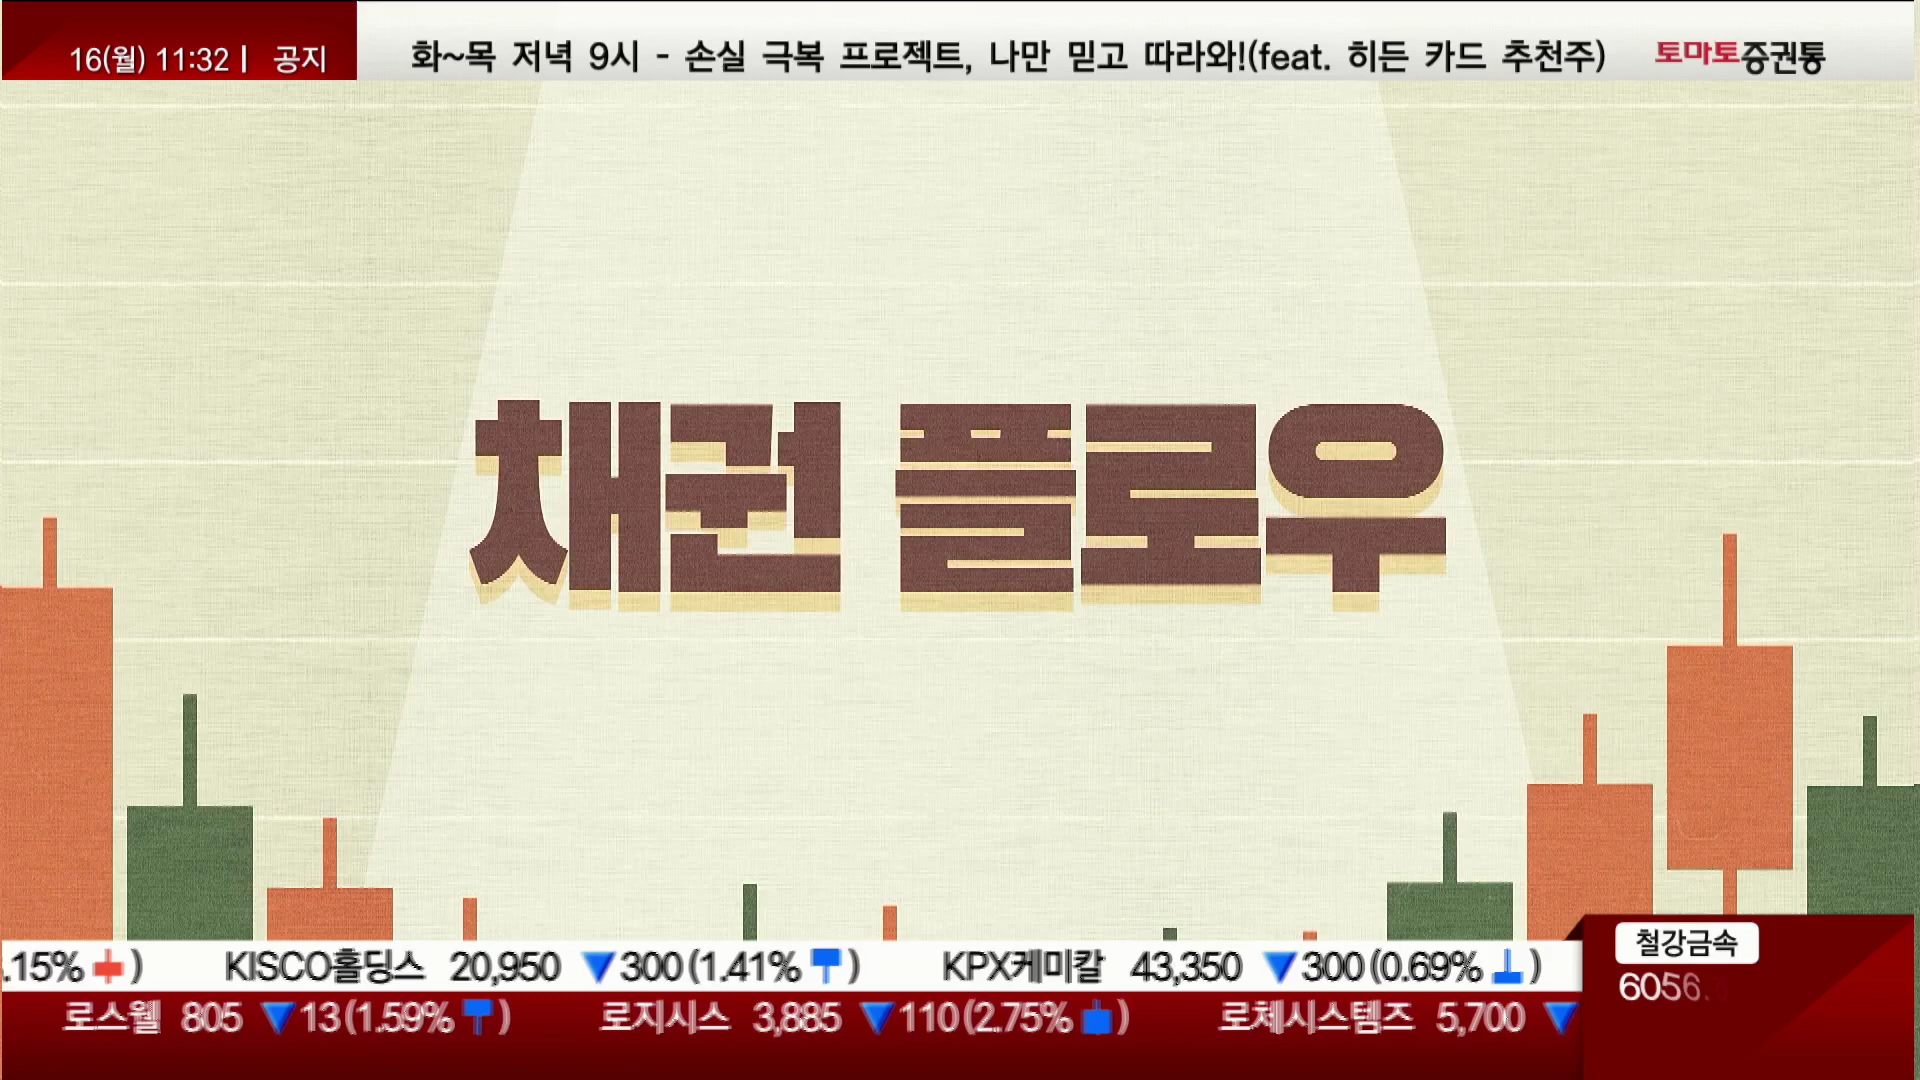 16(월) 11:32 | 공지
화~목 저녁 9시 - 손실 극복 프로젝트, 나만 믿고 따라와!(feat. 히든 카드 추천주)
토마토증권통
채권 플로우
.15% ) KISCO홀딩스 20,950 ▼300(1.41% ) KPX케미칼 43,350 ▼300(0.69% )
로스웰 805 ▼13(1.59% ) 로지시스 3,885 ▼110(2.75% ) 로체시스템즈 5,700 ▼
철강금속
6056.